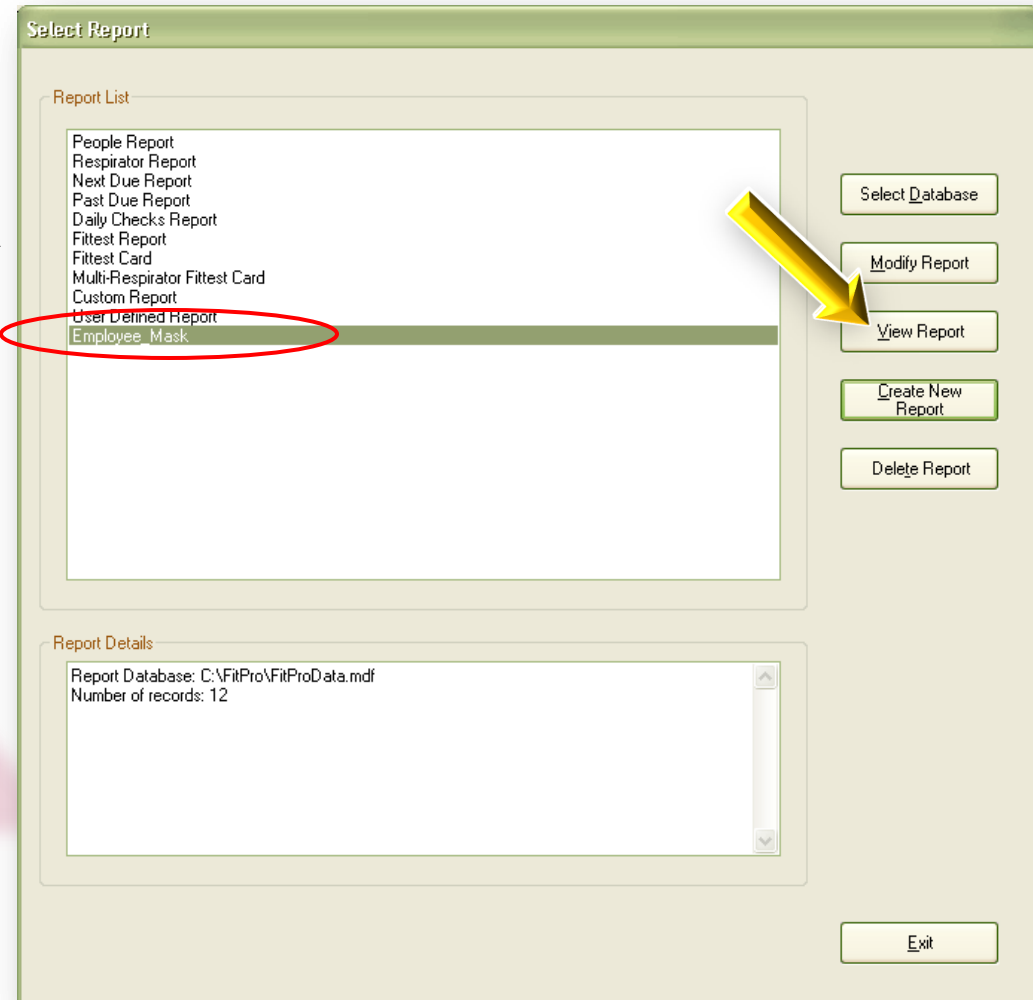 Select Report
Report List
People Report
Respirator Report
Next Due Report
Past Due Report
Daily Checks Report
Fittest Report
Fittest Card
Multi-Respirator Fittest Card
Custom Report
User Defined Report
Employee_Mask
Select Database
Modify Report
View Report
Create New
Report
Delete Report
Report Details
Report Database: C:\FitPro\FitProData.mdf
Number of records: 12
Exit